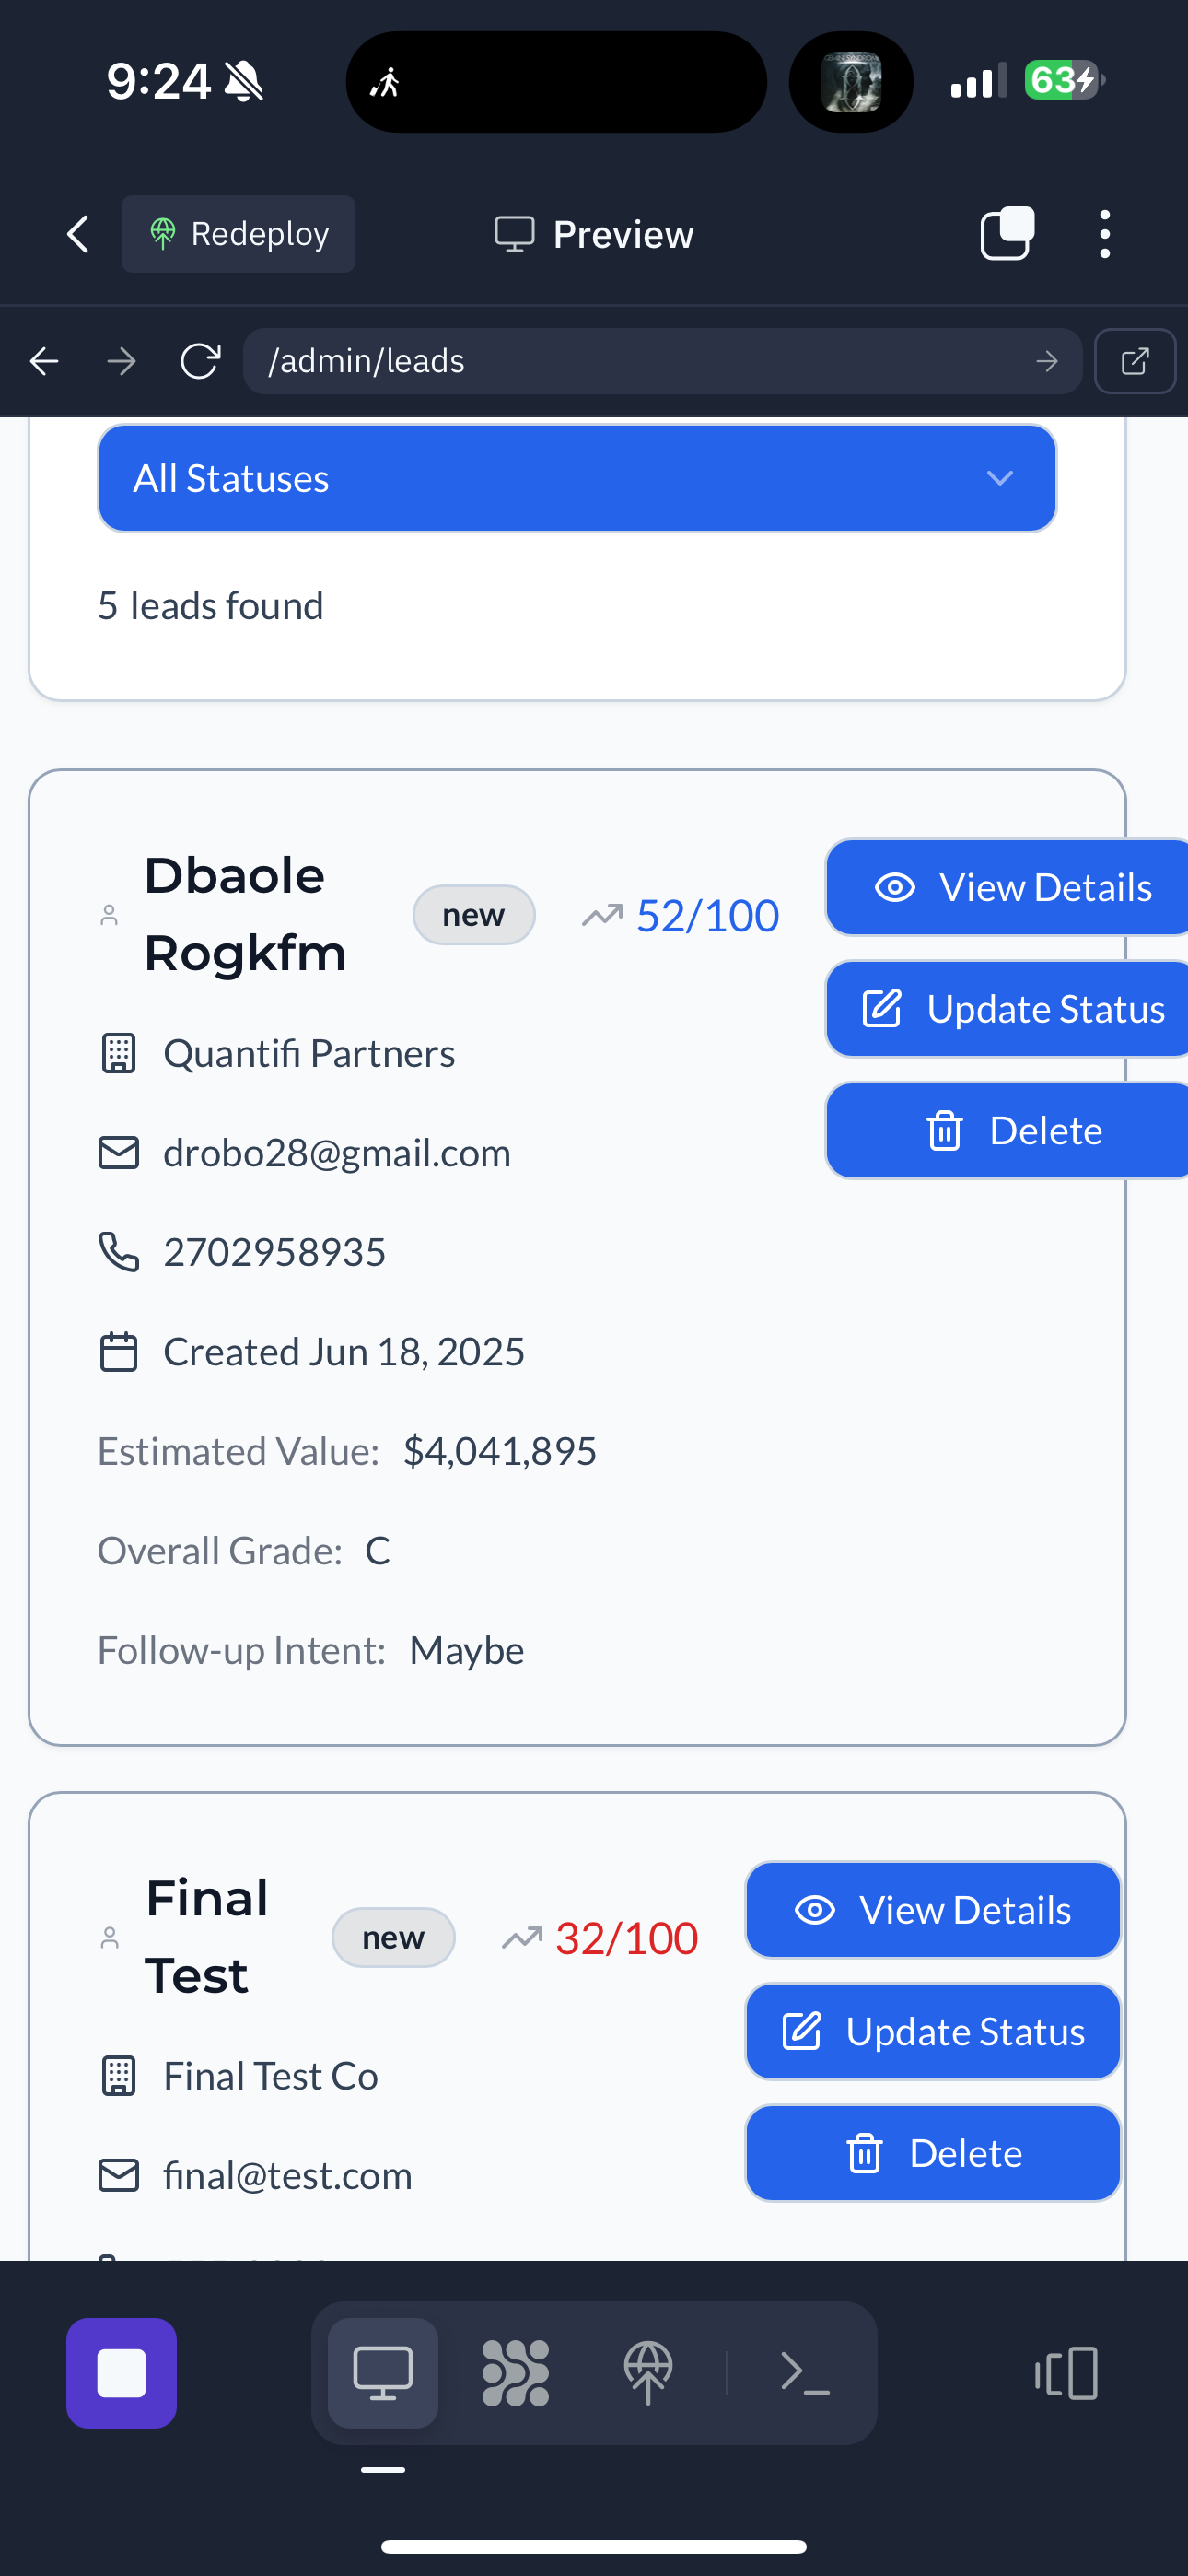 9:24
63
Redeploy
Preview
/admin/leads
All Statuses
5 leads found
Dbaole
Rogkfm
new
52/100
View Details
Update Status
Delete
Quantifi Partners
drobo28@gmail.com
2702958935
Created Jun 18, 2025
Estimated Value: $4,041,895
Overall Grade: C
Follow-up Intent: Maybe
Final
Test
new
32/100
View Details
Update Status
Delete
Final Test Co
final@test.com